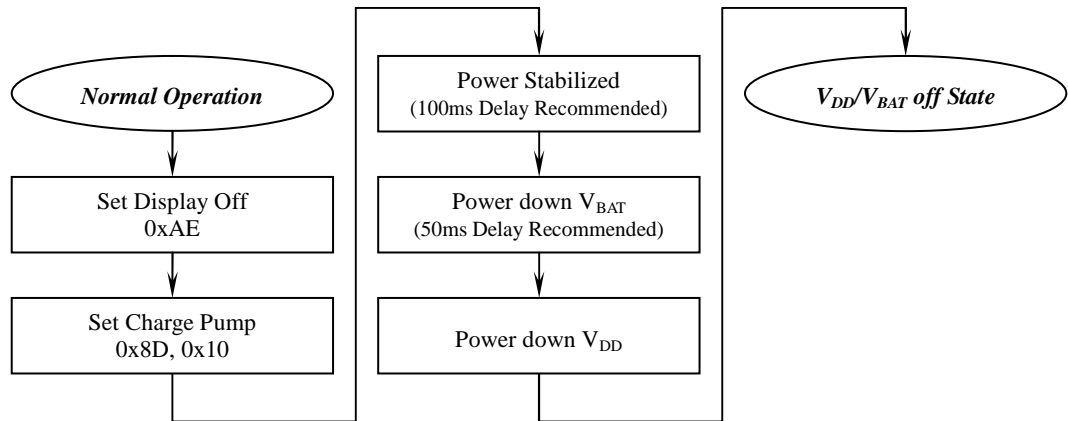 Normal Operation
Set Display Off
0xAE
Set Charge Pump
0x8D, 0x10
Power Stabilized
(100ms Delay Recommended)
Power down VBAT
(50ms Delay Recommended)
Power down VDD
VDD/VBAT off State